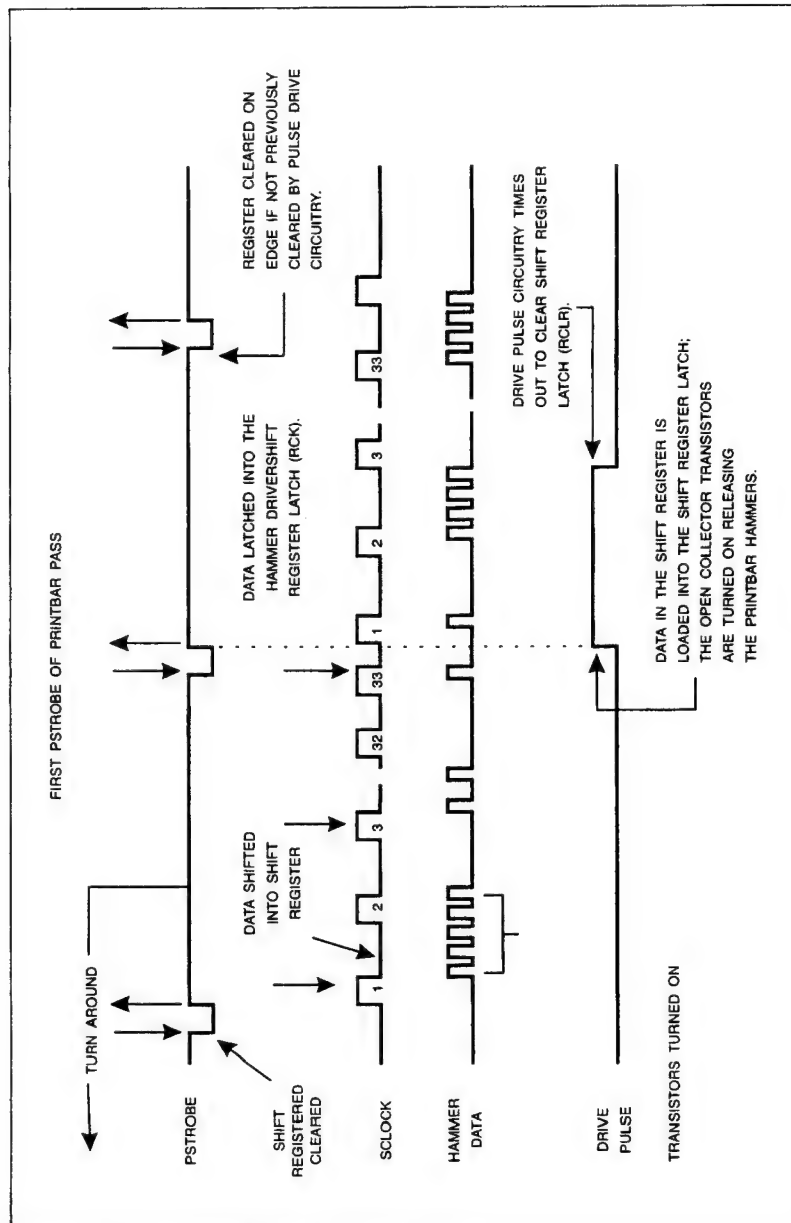 FIRST PSTROBE OF PRINTBAR PASS
TURN AROUND
PSTROBE
SHIFT
REGISTERED
CLEARED
REGISTER CLEARED ON
EDGE IF NOT PREVIOUSLY
CLEARED BY PULSE DRIVE
CIRCUITRY.
DATA SHIFTED
INTO SHIFT
REGISTER
DATA LATCHED INTO THE
HAMMER DRIVERSHIFT
REGISTER LATCH (RCK).
SCLOCK
1
2
3
32
33
1
2
3
33
HAMMER
DATA
DRIVE PULSE CIRCUITY TIMES
OUT TO CLEAR SHIFT REGISTER
LATCH (RCLR).
DRIVE
PULSE
DATA IN THE SHIFT REGISTER IS
LOADED INTO THE SHIFT REGISTER LATCH;
THE OPEN COLLECTOR TRANSISTORS
ARE TURNED ON RELEASING
THE PRINTBAR HAMMERS.
TRANSISTORS TURNED ON